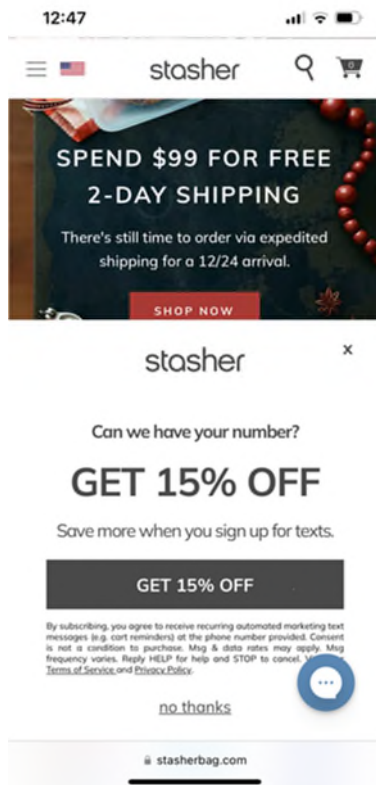 12:47
stasher
0
SPEND $99 FOR FREE
2-DAY SHIPPING
There's still time to order via expedited
shipping for a 12/24 arrival.
SHOP NOW
stasher
x
Can we have your number?
GET 15% OFF
Save more when you sign up for texts.
GET 15% OFF
By subscribing, you agree to receive recurring automated marketing text
messages (e.g. cart reminders) at the phone number provided. Consent
is not a condition to purchase. Msg & data rates may apply. Msg
frequency varies. Reply HELP for help and STOP to cancel.
Terms of Service and Privacy Policy.
no thanks
stasherbag.com